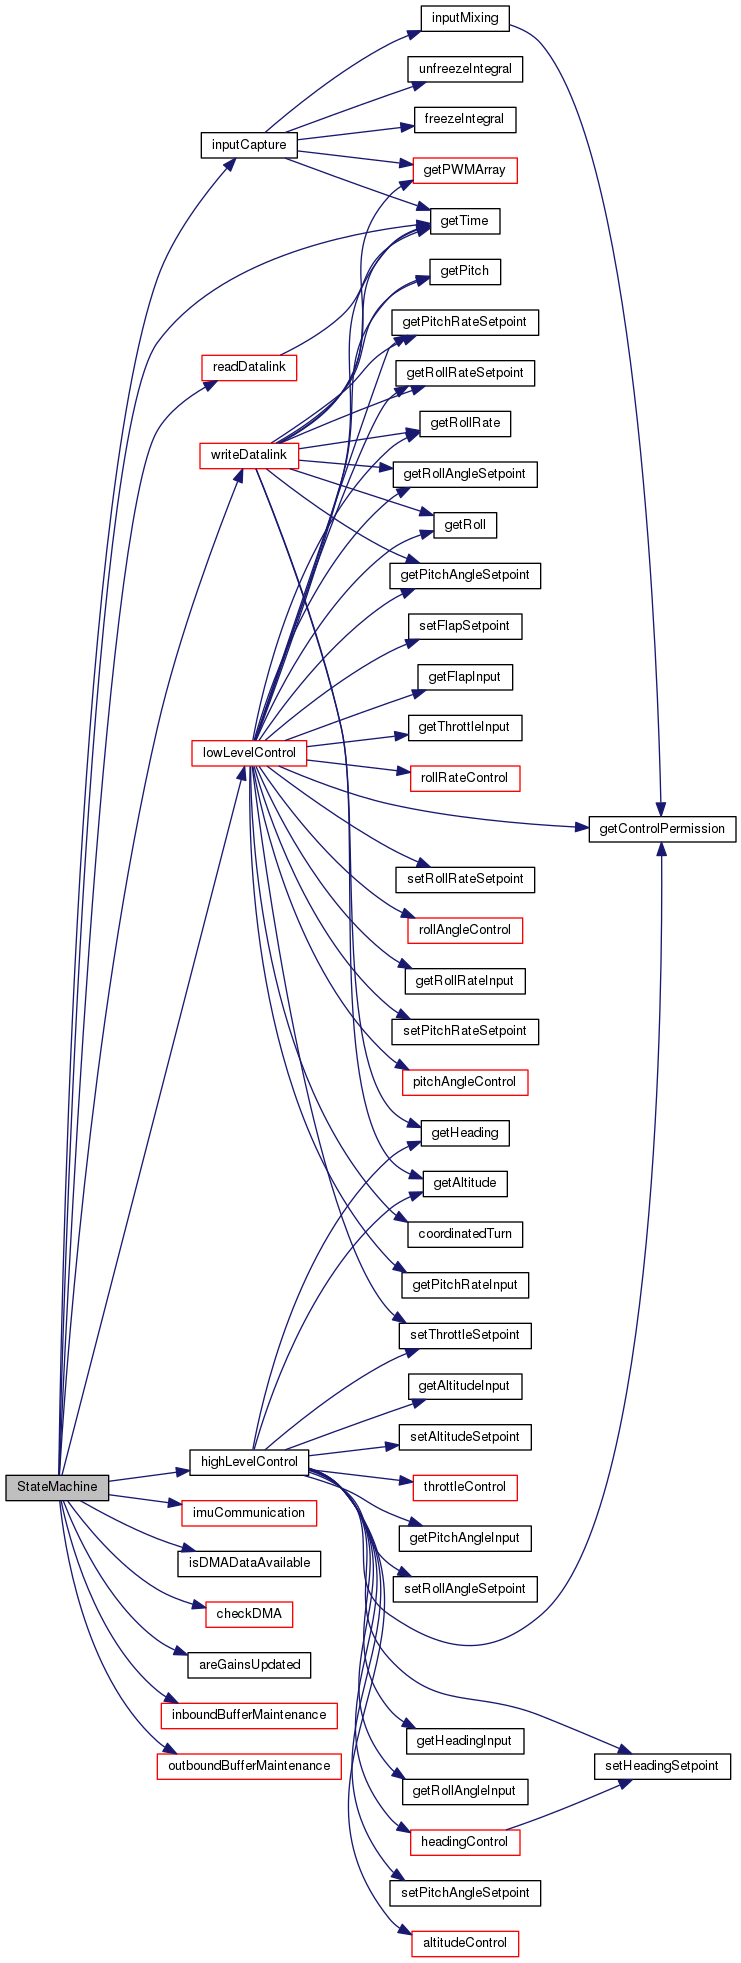 inputMixing
unfreezeIntegral
freezeIntegral
inputCapture
getPWMArray
getTime
getPitch
getPitchRateSetpoint
readDatalink
getRollRateSetpoint
getRollRate
writeDatalink
getRollAngleSetpoint
getRoll
getPitchAngleSetpoint
setFlapSetpoint
getFlapInput
getThrottleInput
lowLevelControl
rollRateControl
getControlPermission
setRollRateSetpoint
rollAngleControl
getRollRateInput
setPitchRateSetpoint
pitchAngleControl
getHeading
getAltitude
coordinatedTurn
getPitchRateInput
setThrottleSetpoint
getAltitudeInput
setAltitudeSetpoint
highLevelControl
StateMachine
throttleControl
imuCommunication
getPitchAngleInput
isDMADataAvailable
setRollAngleSetpoint
checkDMA
areGainsUpdated
inboundBufferMaintenance
getHeadingInput
outboundBufferMaintenance
setHeadingSetpoint
getRollAngleInput
headingControl
setPitchAngleSetpoint
altitudeControl